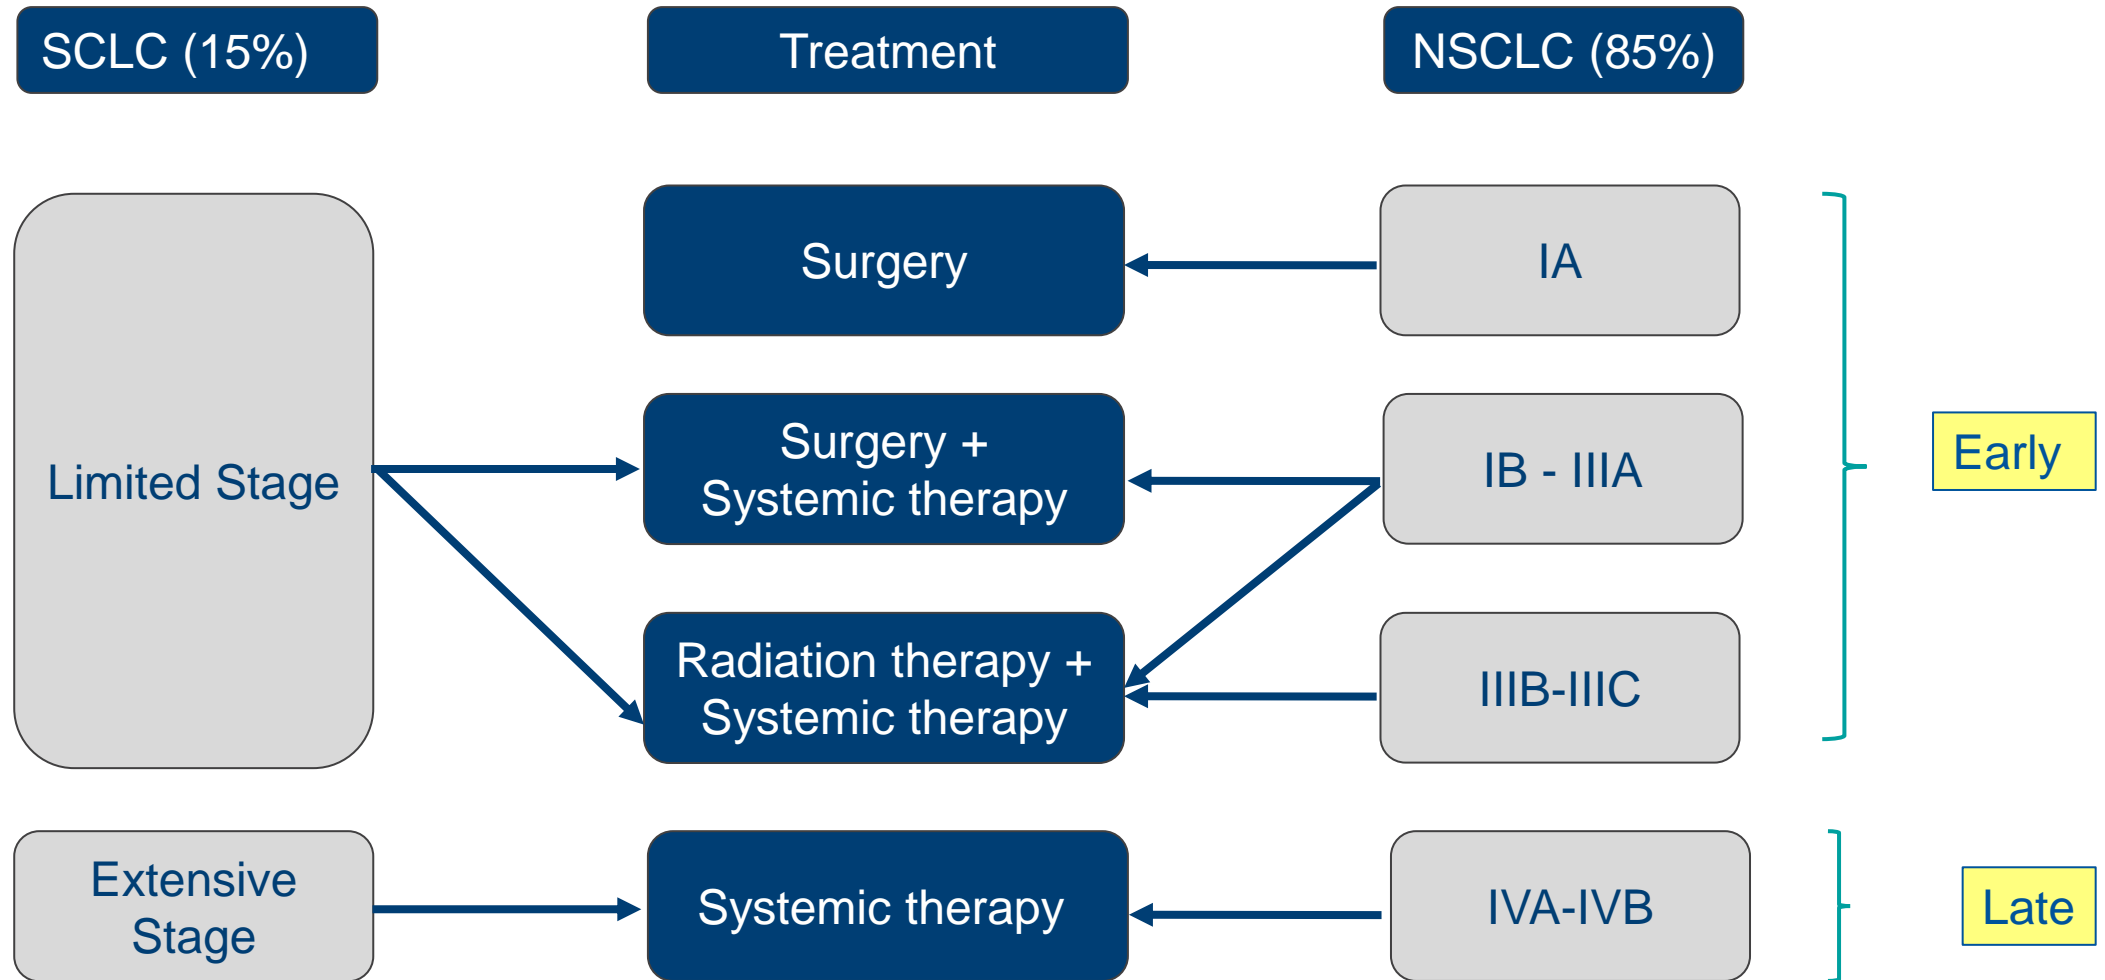 SCLC (15%)
Treatment
NSCLC (85%)
Limited Stage
Surgery
IA
Surgery +
Systemic therapy
IB - IIIA
Early
Radiation therapy +
Systemic therapy
IIIB-IIIC
Extensive
Stage
Systemic therapy
IVA-IVB
Late